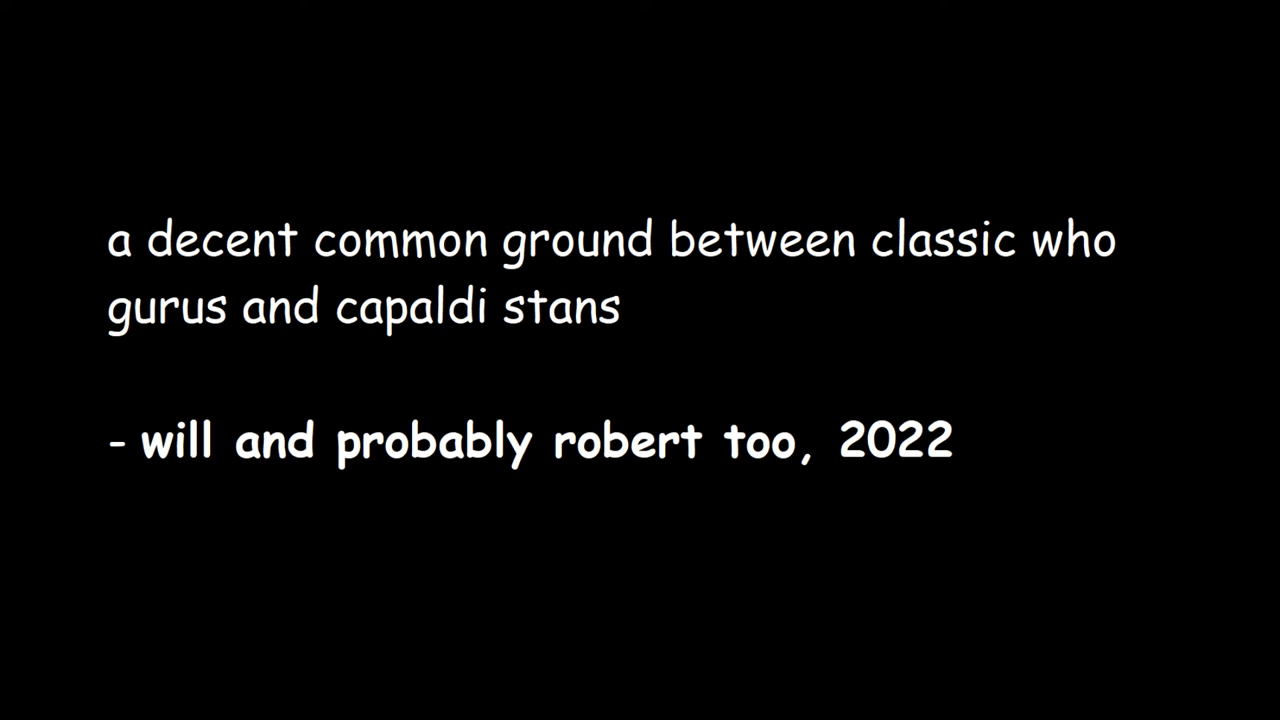 a decent common ground between classic who
gurus and capaldi stans
- will and probably robert too, 2022